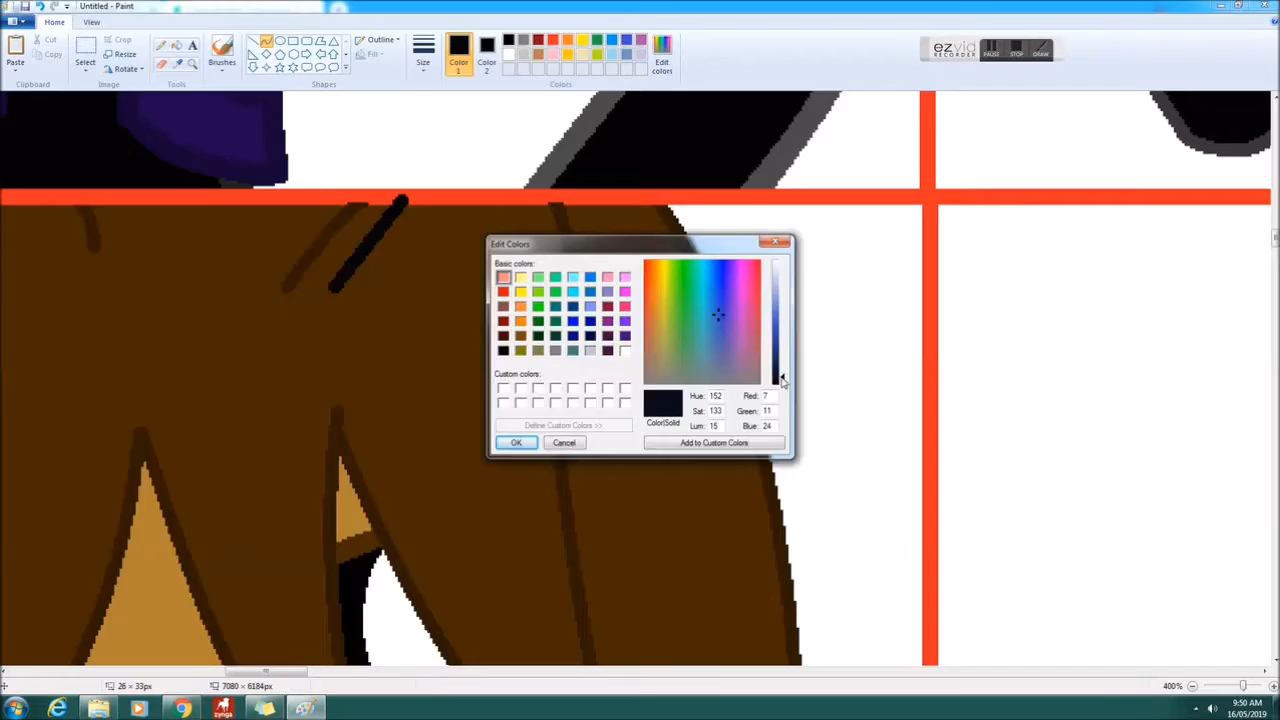 Untitled - Paint
Home View
Paste
Cut
Copy
Clipboard
Select
Crop
Resize
Rotate
Image
Tools
Brushes
Shapes
Outline
Fill
Size
Color 1
Color 2
Edit colors
Colors
ezvid
RECORDER
PAUSE STOP DRAW
Edit Colors
Basic colors:
Custom colors:
Define Custom Colors >>
OK Cancel
Color|Solid
Hue: 152
Sat: 133
Lum: 15
Red: 7
Green: 11
Blue: 24
Add to Custom Colors
26 × 33px
7080 × 6184px
400%
zynga
9:50 AM
16/05/2019